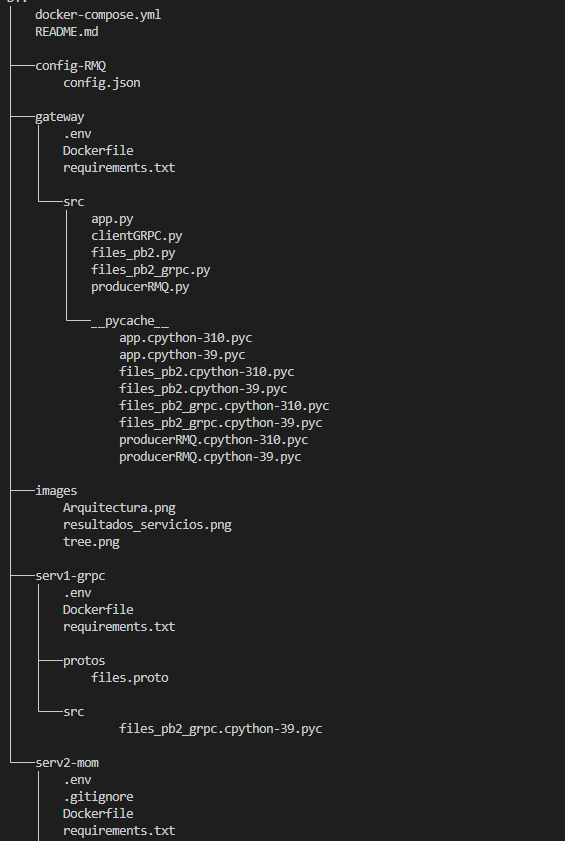 docker-compose.yml
README.md
config-RMQ
config.json
gateway
.env
Dockerfile
requirements.txt
src
app.py
clientGRPC.py
files_pb2.py
files_pb2_grpc.py
producerRMQ.py
__pycache__
app.cpython-310.pyc
app.cpython-39.pyc
files_pb2.cpython-310.pyc
files_pb2.cpython-39.pyc
files_pb2_grpc.cpython-310.pyc
files_pb2_grpc.cpython-39.pyc
producerRMQ.cpython-310.pyc
producerRMQ.cpython-39.pyc
images
Arquitectura.png
resultados_servicios.png
tree.png
serv1-grpc
.env
Dockerfile
requirements.txt
protos
files.proto
src
files_pb2_grpc.cpython-39.pyc
serv2-mom
.env
.gitignore
Dockerfile
requirements.txt